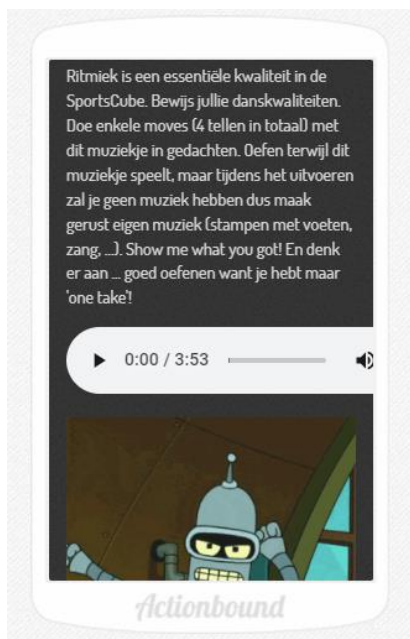 Ritmiek is een essentiële kwaliteit in de
SportsCube. Bewijs jullie danskwaliteiten.
Doe enkele moves (4 tellen in totaal) met
dit muziekje in gedachten. Oefen terwijl dit
muziekje speelt, maar tijdens het uitvoeren
zal je geen muziek hebben dus maak
gerust eigen muziek (stampen met voeten,
zang, ...). Show me what you got! En denk
er aan ... goed oefenen want je hebt maar
'one take'!
0:00 / 3:53
Actionbound